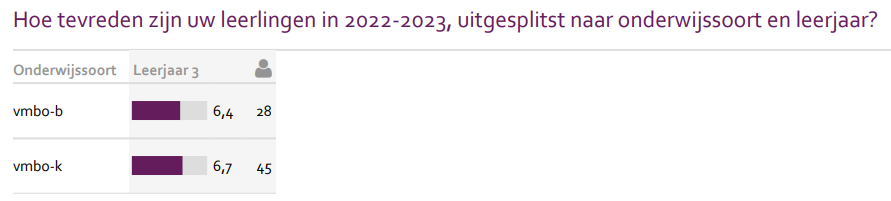 Hoe tevreden zijn uw leerlingen in 2022-2023, uitgesplitst naar onderwijssoort en leerjaar?
Onderwijssoort Leerjaar 3
vmbo-b 6,4 28
vmbo-k 6,7 45